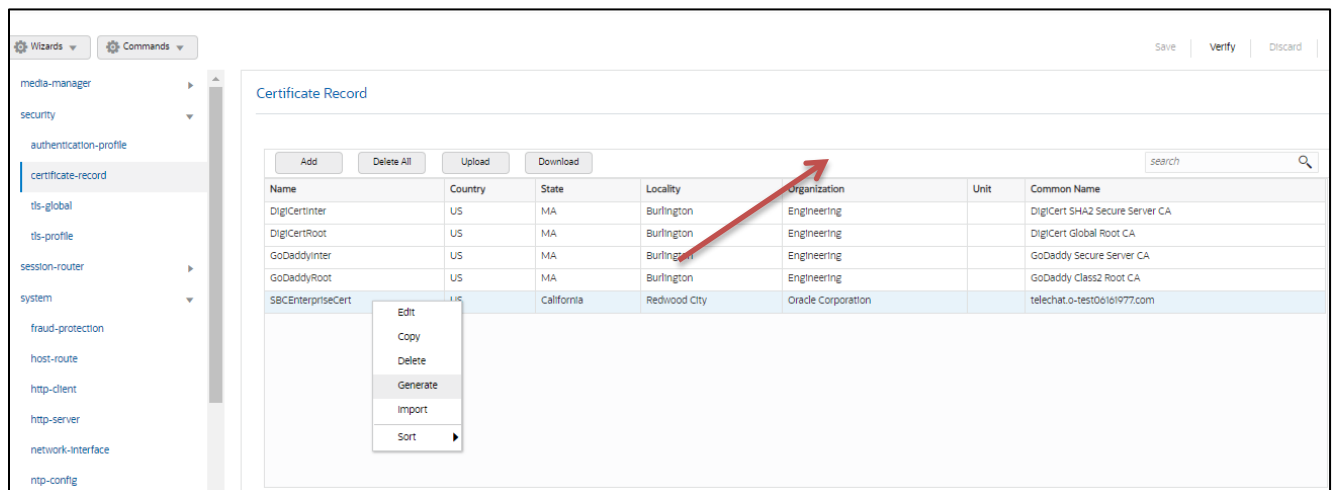 Wizards Commands Save Verify Discard
media-manager
security
authentication-profile
certificate-record
tls-global
tls-profile
session-router
system
fraud-protection
host-route
http-client
http-server
network-interface
ntp-config
Certificate Record
Add Delete All Upload Download search
Name Country State Locality Organization Unit Common Name
DigiCertInter US MA Burlington Engineering DigiCert SHA2 Secure Server CA
DigiCertRoot US MA Burlington Engineering DigiCert Global Root CA
GoDaddyInter US MA Burlington Engineering GoDaddy Secure Server CA
GoDaddyRoot US MA Burlington Engineering GoDaddy Class2 Root CA
SBCEnterpriseCert US California Redwood City Oracle Corporation telechat.o-test06161977.com
Edit
Copy
Delete
Generate
Import
Sort